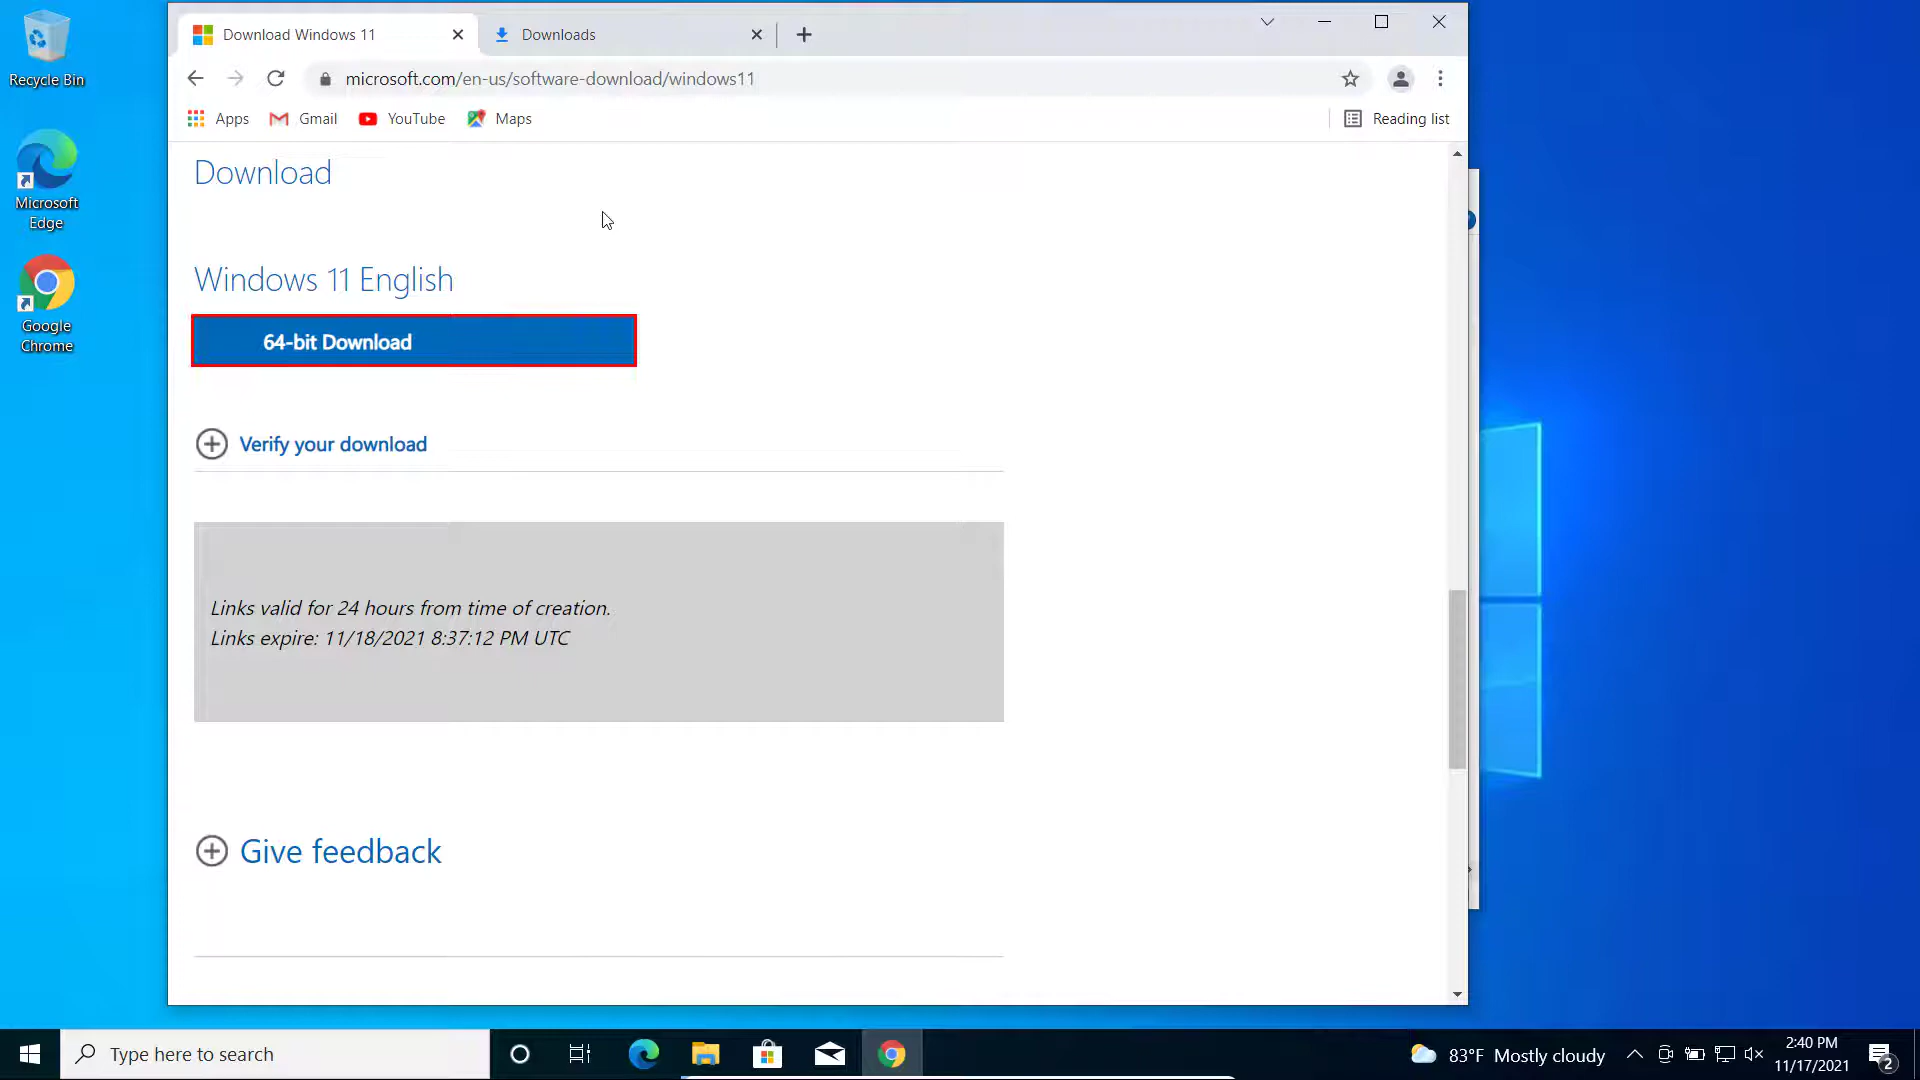 Recycle Bin
Microsoft
Edge
Google
Chrome
Download Windows 11
Downloads
microsoft.com/en-us/software-download/windows11
Apps
Gmail
YouTube
Maps
Reading list
Download
Windows 11 English
64-bit Download
Verify your download
Links valid for 24 hours from time of creation.
Links expire: 11/18/2021 8:37:12 PM UTC
Give feedback
Type here to search
83°F Mostly cloudy
2:40 PM
11/17/2021
2